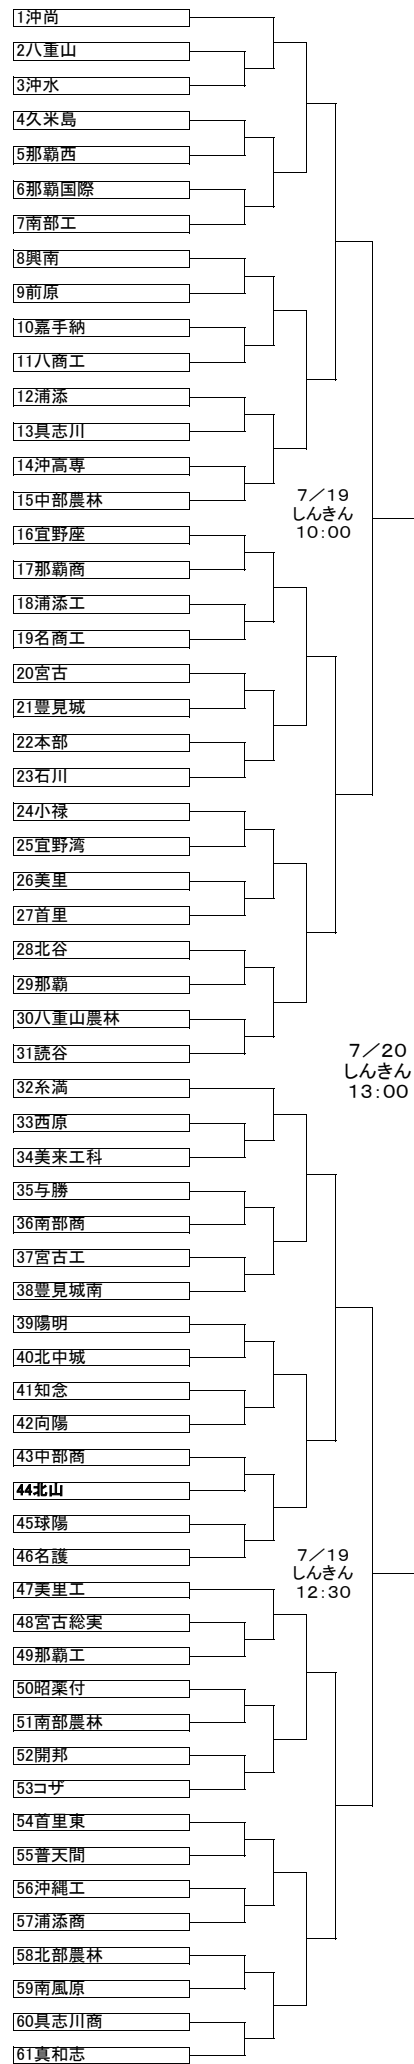 1沖尚
2八重山
3沖水
4久米島
5那覇西
6那覇国際
7南部工
8興南
9前原
10嘉手納
11八商工
12浦添
13具志川
14沖高専
15中部農林
7／19
しんきん
10：00
16宜野座
17那覇商
18浦添工
19名商工
20宮古
21豊見城
22本部
23石川
24小禄
25宜野湾
26美里
27首里
28北谷
29那覇
30八重山農林
31読谷
7／20
しんきん
13：00
32糸満
33西原
34美来工科
35与勝
36南部商
37宮古工
38豊見城南
39陽明
40北中城
41知念
42向陽
43中部商
44北山
45球陽
46名護
7／19
しんきん
12：30
47美里工
48宮古総実
49那覇工
50昭薬付
51南部農林
52開邦
53コザ
54首里東
55普天間
56沖縄工
57浦添商
58北部農林
59南風原
60具志川商
61真和志